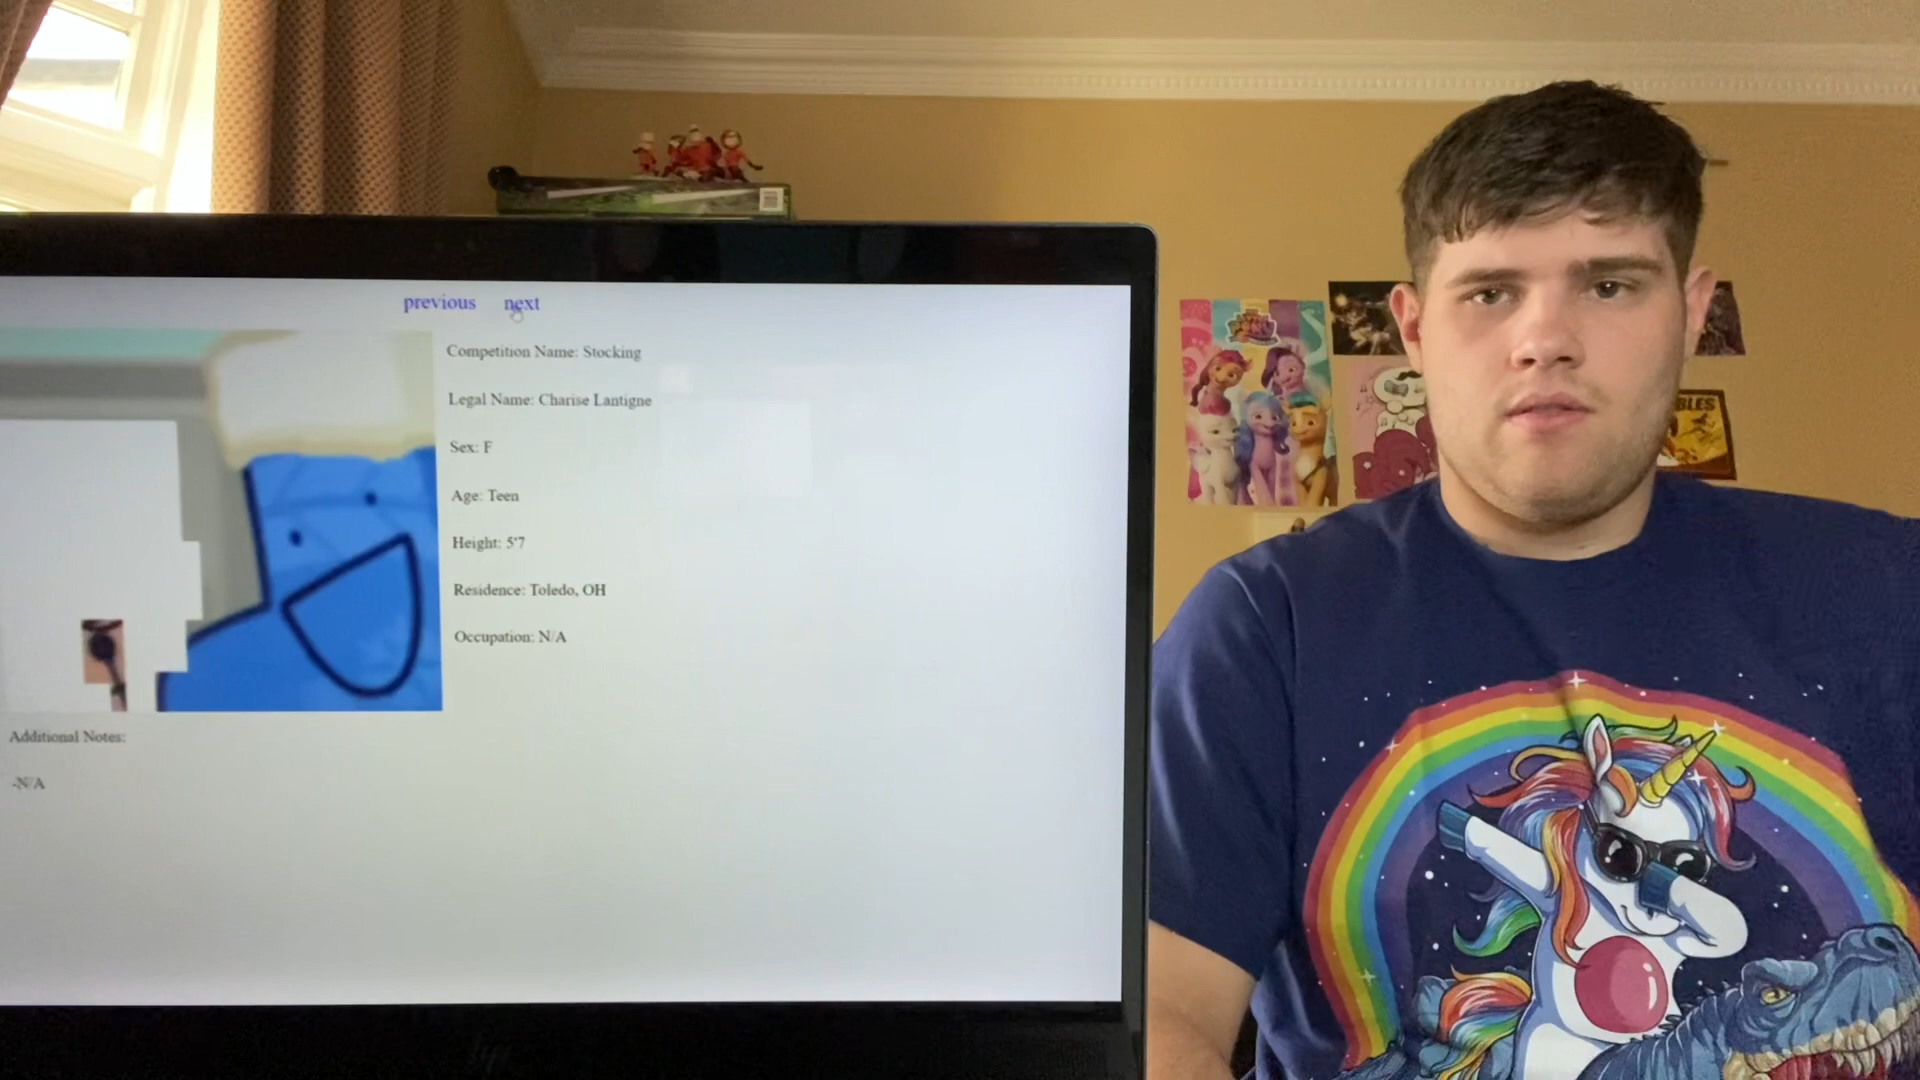 previous next
Competition Name: Stocking
Legal Name: Charise Lantigne
Sex: F
Age: Teen
Height: 5'7
Residence: Toledo, OH
Occupation: N/A
Additional Notes:
-N/A
BLES